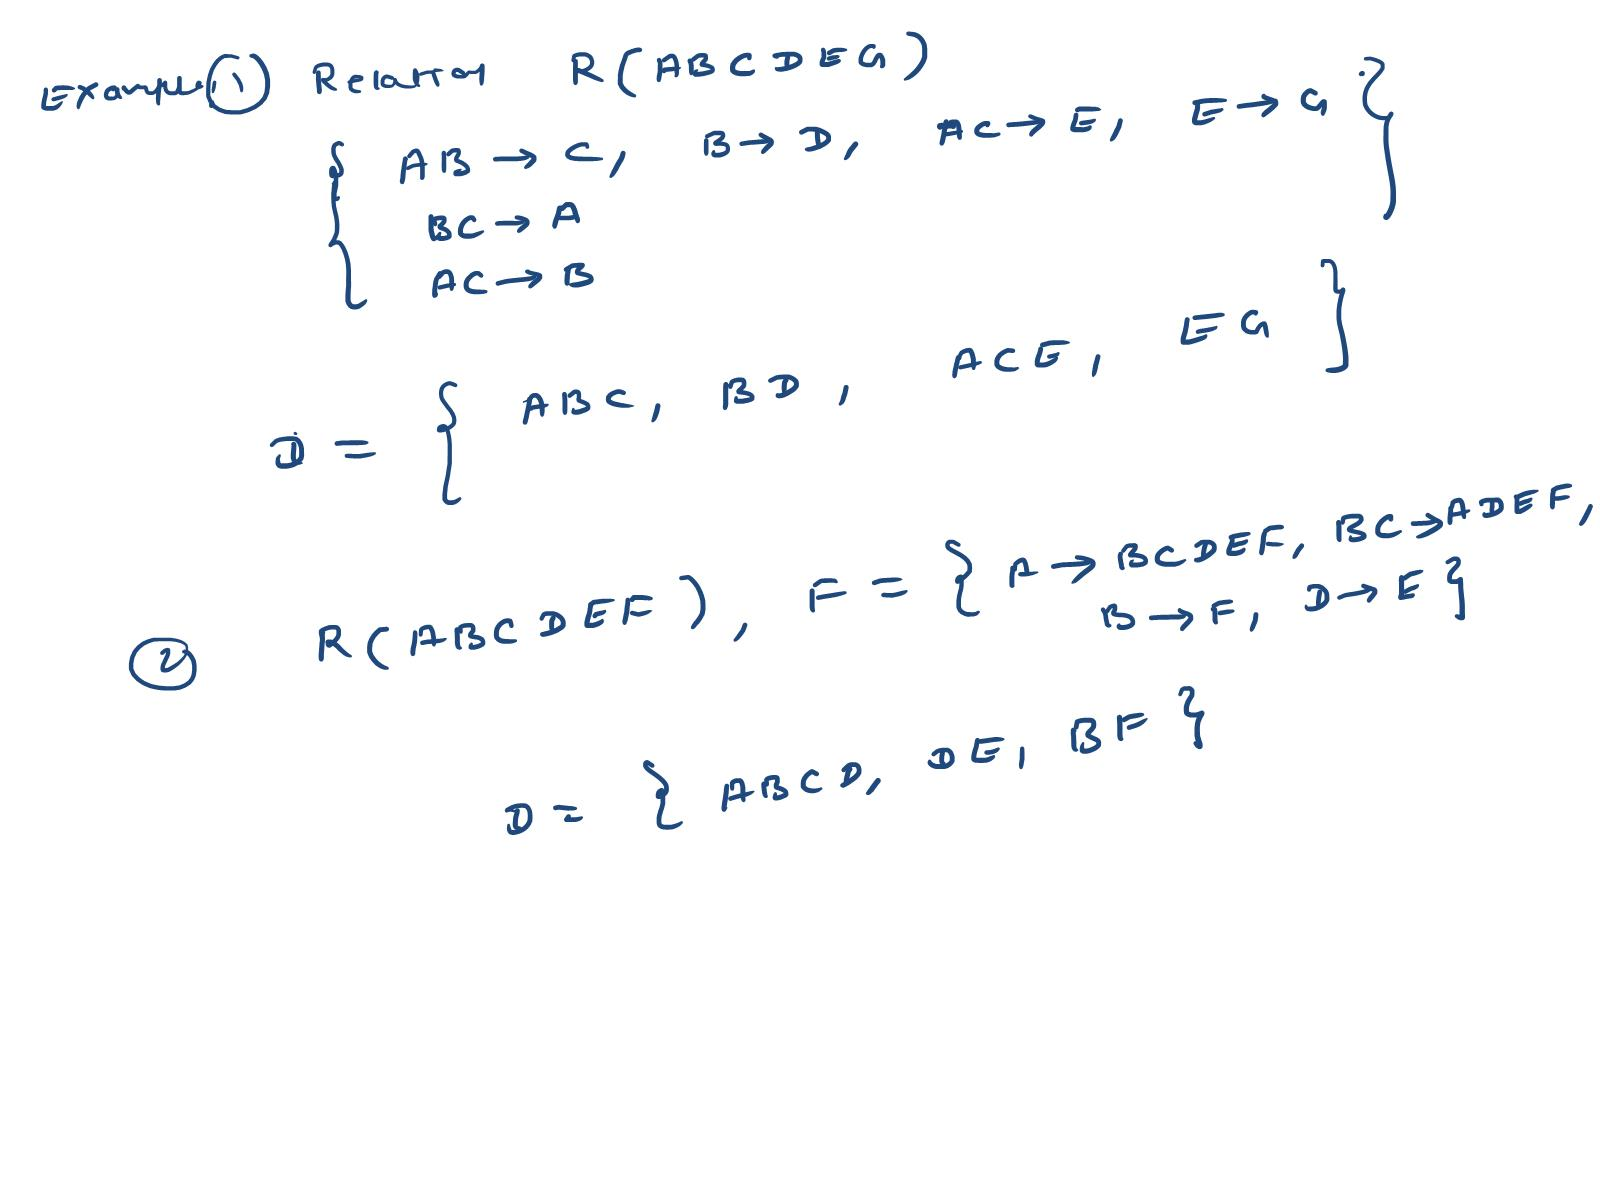 Example ① Relation R(ABCDEG)
{ AB → C, B → D, AC → E, E → G }
BC → A
AC → B
D = { ABC, BD, ACE, EG }
② R(ABCDEF), F = { A → BCDEF, BC → ADEF,
B → F, D → E }
D = { ABCD, DE, BF }